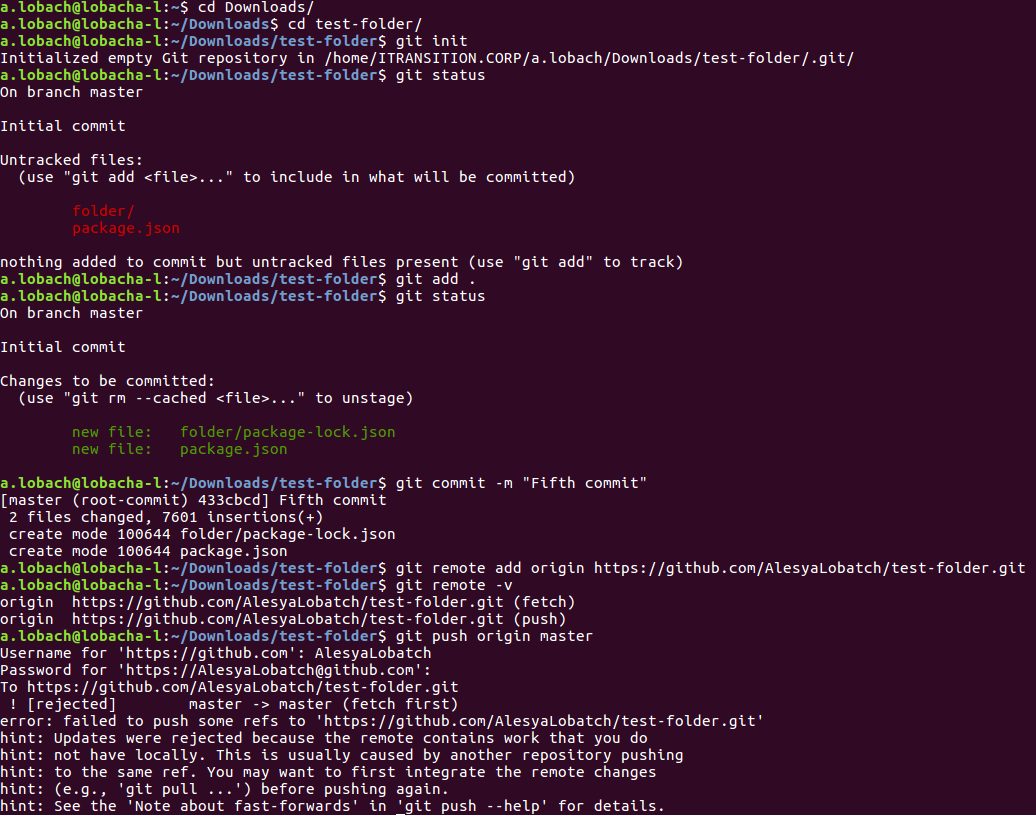 a.lobach@lobacha-l:~$ cd Downloads/
a.lobach@lobacha-l:~/Downloads$ cd test-folder/
a.lobach@lobacha-l:~/Downloads/test-folder$ git init
Initialized empty Git repository in /home/ITRANSITION.CORP/a.lobach/Downloads/test-folder/.git/
a.lobach@lobacha-l:~/Downloads/test-folder$ git status
On branch master

Initial commit

Untracked files:
  (use "git add <file>..." to include in what will be committed)

        folder/
        package.json

nothing added to commit but untracked files present (use "git add" to track)
a.lobach@lobacha-l:~/Downloads/test-folder$ git add .
a.lobach@lobacha-l:~/Downloads/test-folder$ git status
On branch master

Initial commit

Changes to be committed:
  (use "git rm --cached <file>..." to unstage)

        new file:   folder/package-lock.json
        new file:   package.json

a.lobach@lobacha-l:~/Downloads/test-folder$ git commit -m "Fifth commit"
[master (root-commit) 433cbcd] Fifth commit
 2 files changed, 7601 insertions(+)
 create mode 100644 folder/package-lock.json
 create mode 100644 package.json
a.lobach@lobacha-l:~/Downloads/test-folder$ git remote add origin https://github.com/AlesyaLobatch/test-folder.git
a.lobach@lobacha-l:~/Downloads/test-folder$ git remote -v
origin  https://github.com/AlesyaLobatch/test-folder.git (fetch)
origin  https://github.com/AlesyaLobatch/test-folder.git (push)
a.lobach@lobacha-l:~/Downloads/test-folder$ git push origin master
Username for 'https://github.com': AlesyaLobatch
Password for 'https://AlesyaLobatch@github.com':
To https://github.com/AlesyaLobatch/test-folder.git
 ! [rejected]        master -> master (fetch first)
error: failed to push some refs to 'https://github.com/AlesyaLobatch/test-folder.git'
hint: Updates were rejected because the remote contains work that you do
hint: not have locally. This is usually caused by another repository pushing
hint: to the same ref. You may want to first integrate the remote changes
hint: (e.g., 'git pull ...') before pushing again.
hint: See the 'Note about fast-forwards' in 'git push --help' for details.